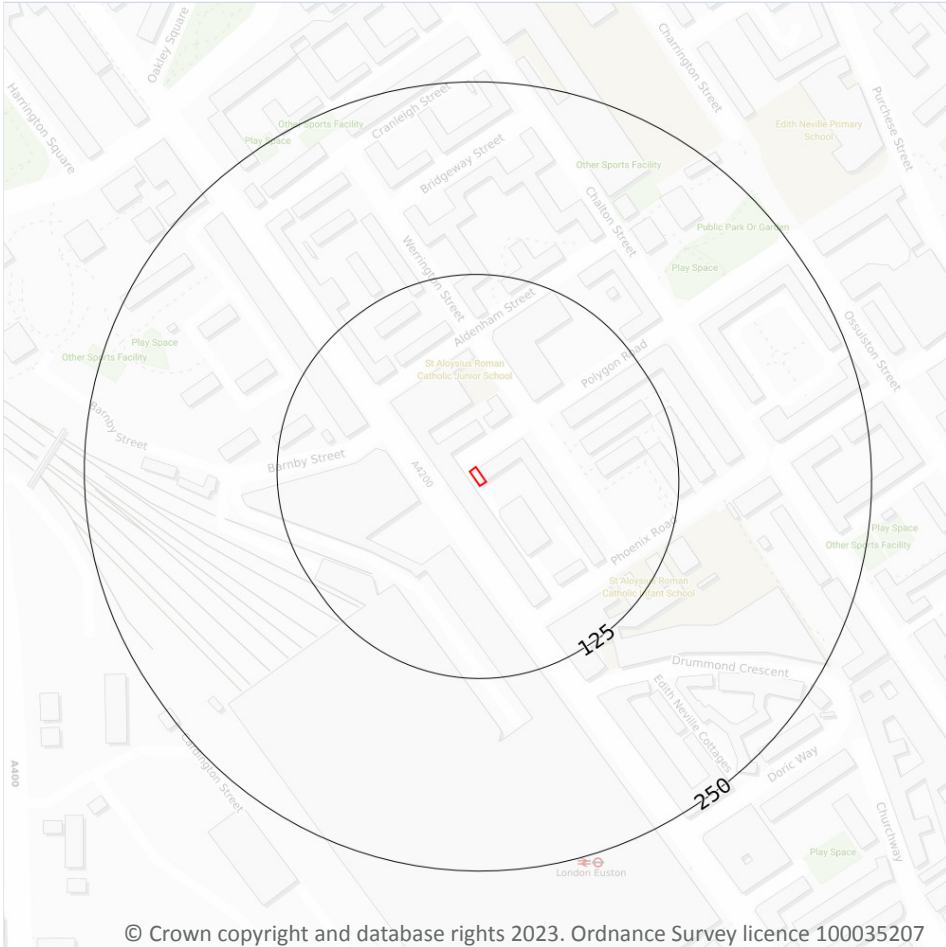 Oakley Square
Charrington Street
Harrington Square
Cranleigh Street
Other Sports Facility
Play Space
Purchese Street
Edith Neville Primary
School
Bridgeway Street
Other Sports Facility
Chalton Street
Public Park Or Garden
Werrington Street
Play Space
Aldenham Street
Ossulston Street
Play Space
Other Sports Facility
Polygon Road
St Aloysius Roman
Catholic Junior School
Barnby Street
Barnby Street
A4200
Play Space
Other Sports Facility
Phoenix Road
St Aloysius Roman
Catholic Infant School
125
Drummond Crescent
Edith Neville Cottages
Cardington Street
A400
Doric Way
250
Churchway
Play Space
London Euston
© Crown copyright and database rights 2023. Ordnance Survey licence 100035207